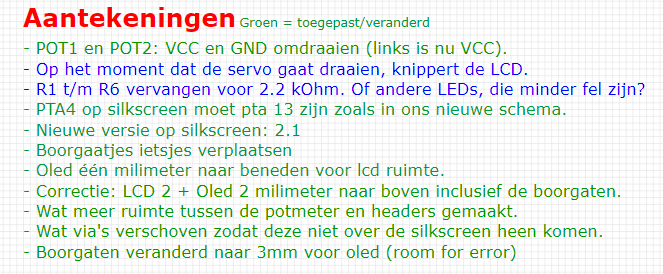 Aantekeningen Groen = toegepast/veranderd
- POT1 en POT2: VCC en GND omdraaien (links is nu VCC).
- Op het moment dat de servo gaat draaien, knippert de LCD.
- R1 t/m R6 vervangen voor 2.2 kOhm. Of andere LEDs, die minder fel zijn?
- PTA4 op silkscreen moet pta 13 zijn zoals in ons nieuwe schema.
- Nieuwe versie op silkscreen: 2.1
- Boorgaatjes ietsjes verplaatsen
- Oled één milimeter naar beneden voor lcd ruimte.
- Correctie: LCD 2 + Oled 2 milimeter naar boven inclusief de boorgaten.
- Wat meer ruimte tussen de potmeter en headers gemaakt.
- Wat via's verschoven zodat deze niet over de silkscreen heen komen.
- Boorgaten veranderd naar 3mm voor oled (room for error)